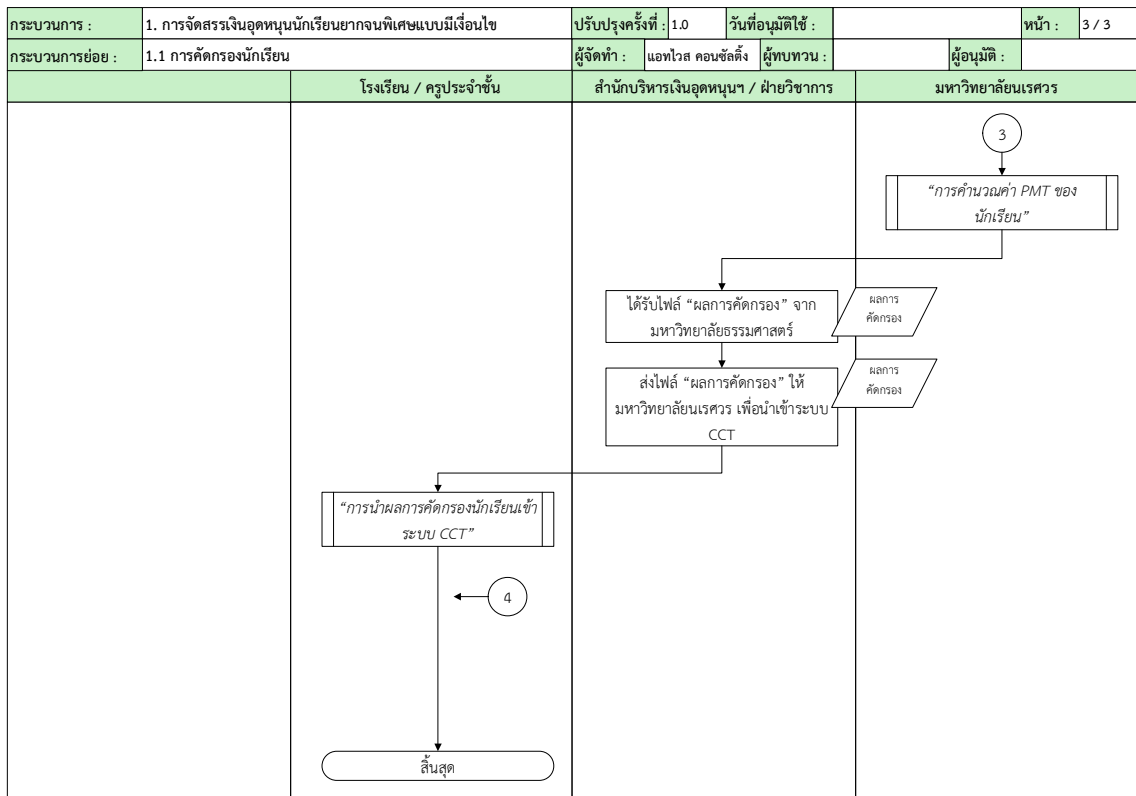 กระบวนการ : 1. การจัดสรรเงินอุดหนุนนักเรียนยากจนพิเศษแบบมีเงื่อนไข ปรับปรุงครั้งที่ : 1.0 วันที่อนุมัติใช้ : หน้า : 3 / 3
กระบวนการย่อย : 1.1 การคัดกรองนักเรียน ผู้จัดทำ : แอทไวส คอนซัลติ้ง ผู้ทบทวน : ผู้อนุมัติ :
โรงเรียน / ครูประจำชั้น สำนักบริหารเงินอุดหนุนฯ / ฝ่ายวิชาการ มหาวิทยาลัยนเรศวร
3
“การคำนวณค่า PMT ของ
นักเรียน”
ได้รับไฟล์ “ผลการคัดกรอง” จาก
มหาวิทยาลัยธรรมศาสตร์
ผลการ
คัดกรอง
ส่งไฟล์ “ผลการคัดกรอง” ให้
มหาวิทยาลัยนเรศวร เพื่อนำเข้าระบบ
CCT
ผลการ
คัดกรอง
“การนำผลการคัดกรองนักเรียนเข้า
ระบบ CCT”
4
สิ้นสุด